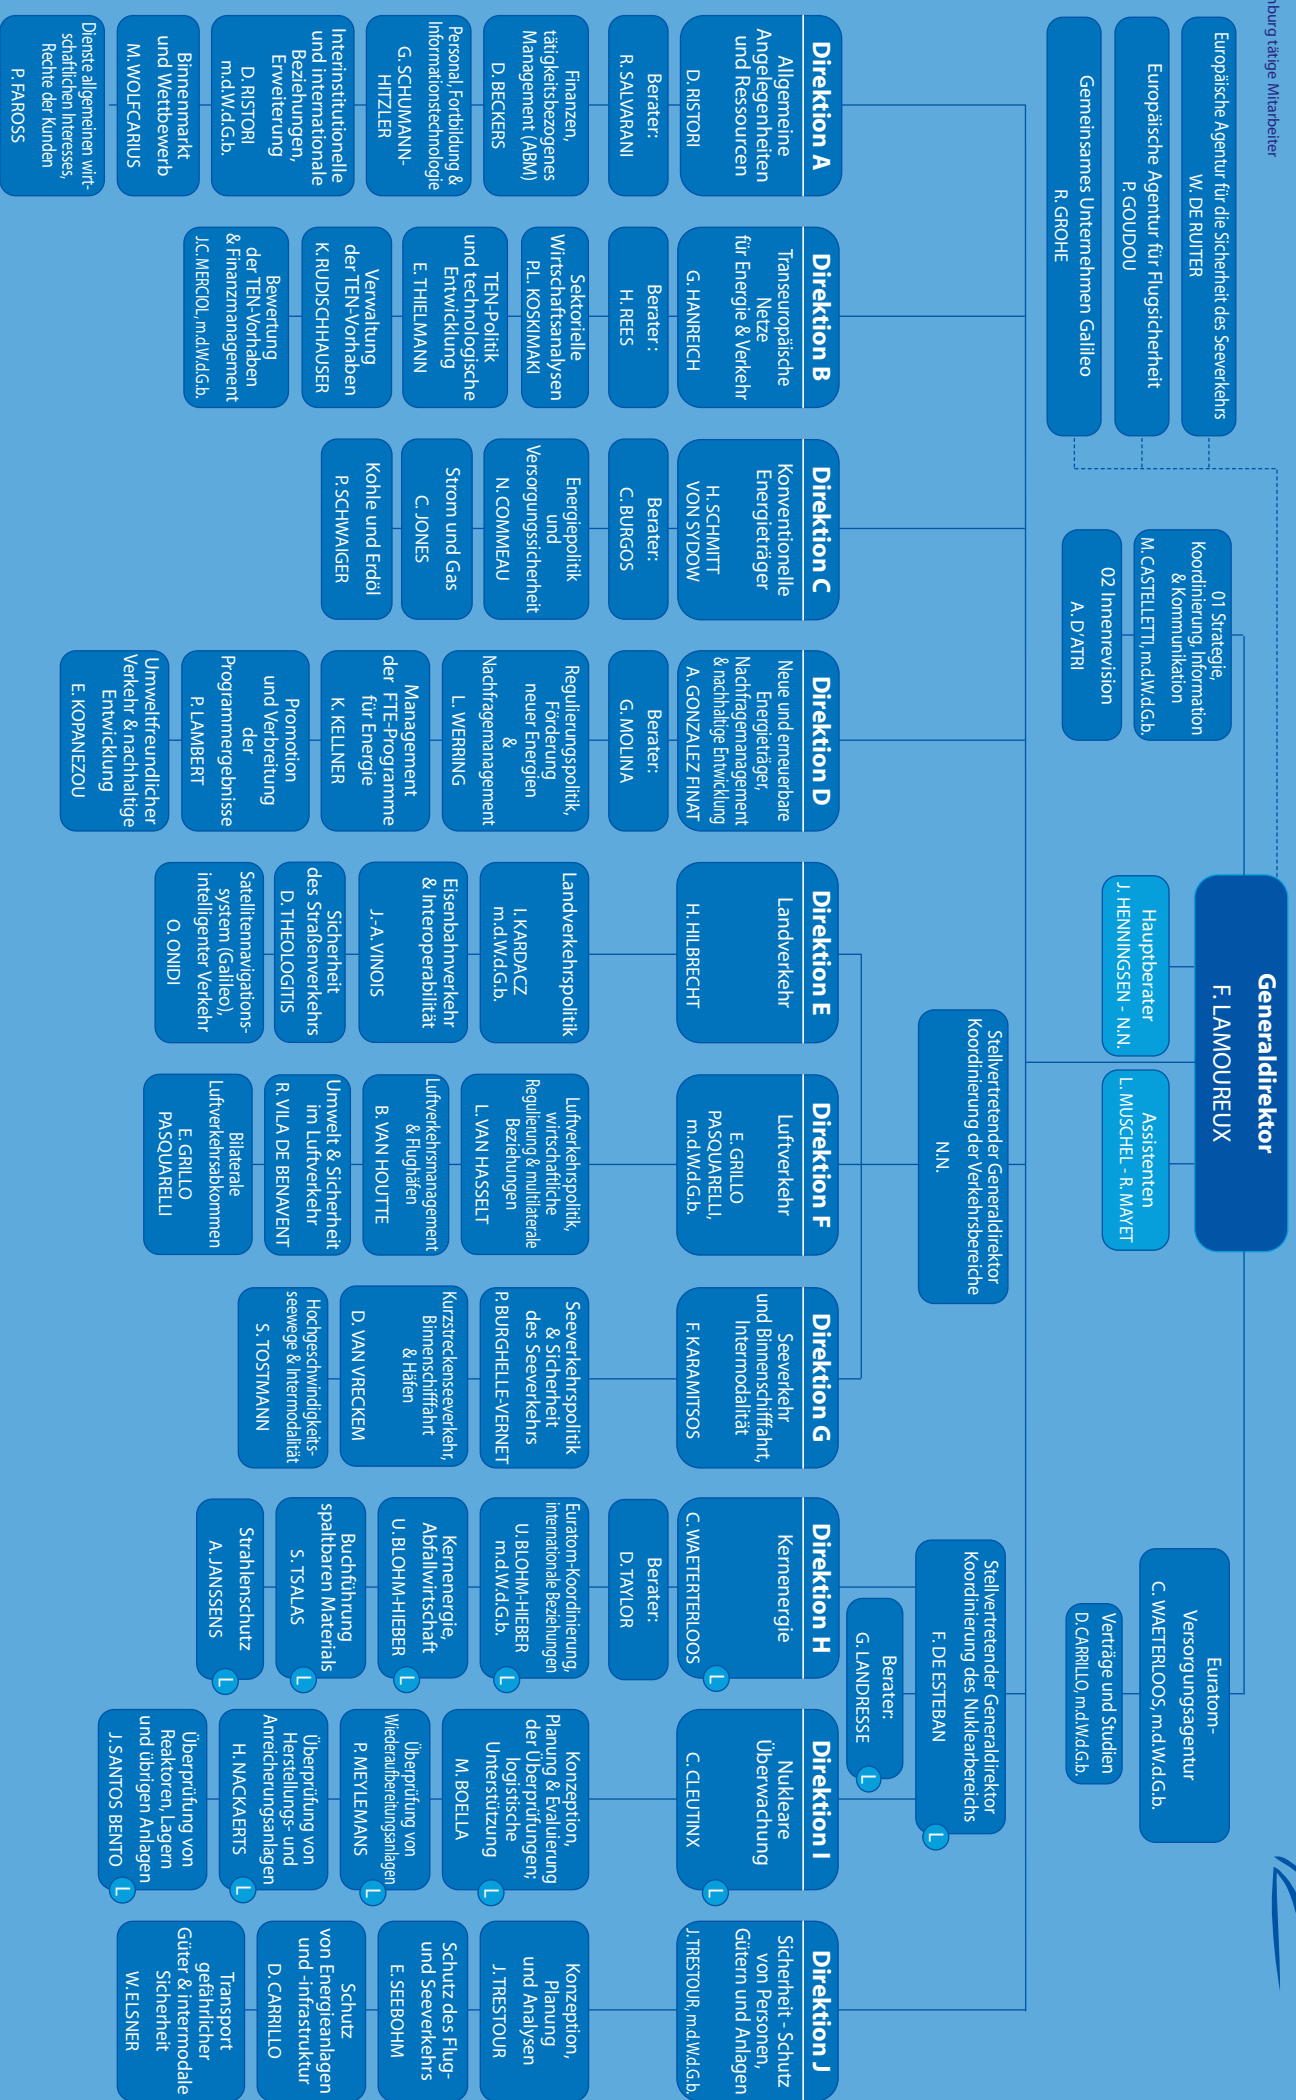 nburg tätige Mitarbeiter
Generaldirektor
F. LAMOUREUX
Europäische Agentur für die Sicherheit des Seeverkehrs
W. DE RUITER
Europäische Agentur für Flugsicherheit
P. GOUDOU
Gemeinsames Unternehmen Galileo
R. GROHE
01 Strategie,
Koordinierung, Information
& Kommunikation
M.CASTELLETTI, m.d.W.d.G.b.
02 Innenrevision
A. D'ATRI
Hauptberater
J. HENNINGSEN - N.N.
Assistenten
L. MUSCHEL - R. MAYET
Euratom-
Versorgungsagentur
C. WAETERLOOS, m.d.W.d.G.b.
Verträge und Studien
D.CARRILLO, m.d.W.d.G.b.
Stellvertretender Generaldirektor
Koordinierung der Verkehrsbereiche
N.N.
Stellvertretender Generaldirektor
Koordinierung des Nuklearbereichs
F. DE ESTEBAN
L
Berater:
G. LANDRESSE
L
Direktion A
Allgemeine
Angelegenheiten
und Ressourcen
D. RISTORI
Berater:
R. SALVARANI
Finanzen,
tätigkeitsbezogenes
Management (ABM)
D. BECKERS
Personal, Fortbildung &
Informationstechnologie
G. SCHUMANN-
HITZLER
Interinstitutionelle
und internationale
Beziehungen,
Erweiterung
D. RISTORI
m.d.W.d.G.b.
Binnenmarkt
und Wettbewerb
M. WOLFCARIUS
Dienste allgemeinen wirt-
schaftlichen Interesses,
Rechte der Kunden
P. FAROSS
Direktion B
Transeuropäische
Netze
für Energie & Verkehr
G. HANREICH
Berater :
H. REES
Sektorielle
Wirtschaftsanalysen
P.L. KOSKIMAKI
TEN-Politik
und technologische
Entwicklung
E. THIELMANN
Verwaltung
der TEN-Vorhaben
K. RUDISCHHAUSER
Bewertung
der TEN-Vorhaben
& Finanzmanagement
J.C. MERCIOL, m.d.W.d.G.b.
Direktion C
Konventionelle
Energieträger
H. SCHMITT
VON SYDOW
Berater:
C. BURGOS
Energiepolitik
und
Versorgungssicherheit
N. COMMEAU
Strom und Gas
C. JONES
Kohle und Erdöl
P. SCHWAIGER
Direktion D
Neue und erneuerbare
Energieträger,
Nachfragemanagement
& nachhaltige Entwicklung
A. GONZALEZ FINAT
Berater:
G. MOLINA
Regulierungspolitik,
Förderung
neuer Energien
&
Nachfragemanagement
L. WERRING
Management
der FTE-Programme
für Energie
K. KELLNER
Promotion
und Verbreitung
der
Programmergebnisse
P. LAMBERT
Umweltfreundlicher
Verkehr & nachhaltige
Entwicklung
E. KOPANEZOU
Direktion E
Landverkehr
H. HILBRECHT
Landverkehrspolitik
I. KARDACZ
m.d.W.d.G.b.
Eisenbahnverkehr
& Interoperabilität
J.-A. VINOIS
Sicherheit
des Straßenverkehrs
D. THEOLOGITIS
Satellitennavigations-
system (Galileo),
intelligenter Verkehr
O. ONIDI
Direktion F
Luftverkehr
E. GRILLO
PASQUARELLI,
m.d.W.d.G.b.
Luftverkehrspolitik,
wirtschaftliche
Regulierung & multilaterale
Beziehungen
L. VAN HASSELT
Luftverkehrsmanagement
& Flughäfen
B. VAN HOUTTE
Umwelt & Sicherheit
im Luftverkehr
R. VILA DE BENAVENT
Bilaterale
Luftverkehrsabkommen
E. GRILLO
PASQUARELLI
Direktion G
Seeverkehr
und Binnenschifffahrt,
Intermodalität
F. KARAMITSOS
Seeverkehrspolitik
& Sicherheit
des Seeverkehrs
P. BURGHELLE-VERNET
Kurzstreckenseeverkehr,
Binnenschifffahrt
& Häfen
D. VAN VRECKEM
Hochgeschwindigkeits-
seewege & Intermodalität
S. TOSTMANN
Direktion H
Kernenergie
C. WAETERTERLOOS
L
Berater:
D. TAYLOR
Euratom-Koordinierung,
internationale Beziehungen
U. BLOHM-HIEBER
m.d.W.d.G.b.
L
Kernenergie,
Abfallwirtschaft
U. BLOHM-HIEBER
L
Buchführung
spaltbaren Materials
S. TSALAS
L
Strahlenschutz
A. JANSSENS
L
Direktion I
Nukleare
Überwachung
C. CLEUTINX
L
Konzeption,
Planung & Evaluierung
der Überprüfungen;
logistische
Unterstützung
M. BOELLA
L
Überprüfung von
Wiederaufbereitungsanlagen
P. MEYLEMANS
L
Überprüfung von
Herstellungs- und
Anreicherungsanlagen
H. NACKAERTS
L
Überprüfung von
Reaktoren, Lagern
und übrigen Anlagen
J. SANTOS BENTO
L
Direktion J
Sicherheit - Schutz
von Personen,
Gütern und Anlagen
J. TRESTOUR, m.d.W.d.G.b.
Konzeption,
Planung
und Analysen
J. TRESTOUR
Schutz des Flug-
und Seeverkehrs
E. SEEBOHM
Schutz
von Energieanlagen
und -infrastruktur
D. CARRILLO
Transport
gefährlicher
Güter & intermodale
Sicherheit
W. ELSNER